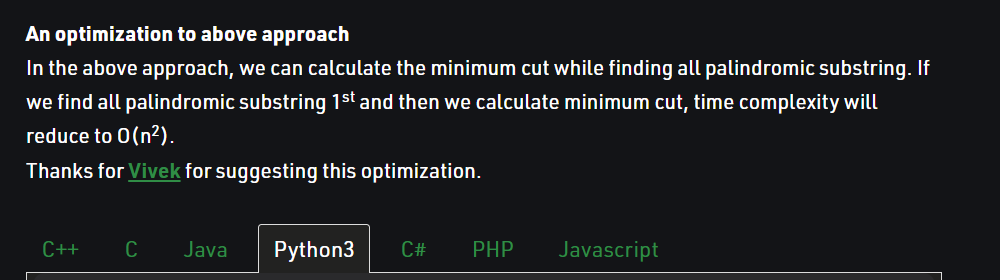 An optimization to above approach
In the above approach, we can calculate the minimum cut while finding all palindromic substring. If
we find all palindromic substring 1st and then we calculate minimum cut, time complexity will
reduce to O(n²).
Thanks for Vivek for suggesting this optimization.
C++ C Java Python3 C# PHP Javascript